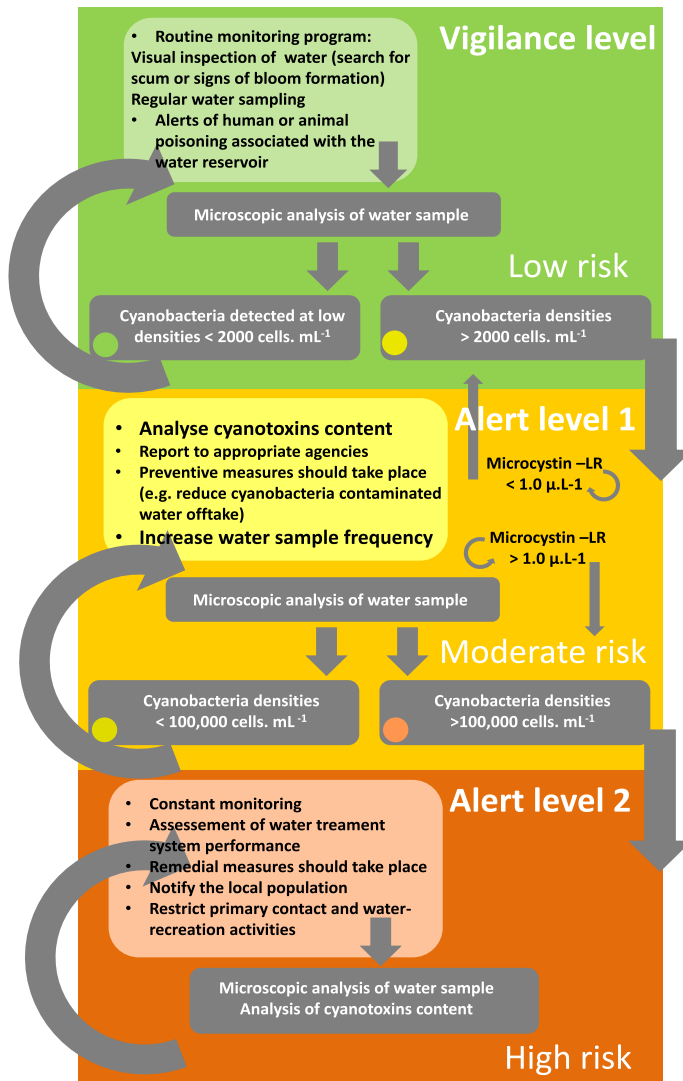 Vigilance level
• Routine monitoring program:
Visual inspection of water (search for
scum or signs of bloom formation)
Regular water sampling
• Alerts of human or animal
poisoning associated with the
water reservoir
Microscopic analysis of water sample
Low risk
Cyanobacteria detected at low
densities < 2000 cells. mL-1
Cyanobacteria densities
> 2000 cells. mL-1
Alert level 1
• Analyse cyanotoxins content
• Report to appropriate agencies
• Preventive measures should take place
(e.g. reduce cyanobacteria contaminated
water offtake)
• Increase water sample frequency
Microcystin –LR
< 1.0 µ.L-1
Microcystin –LR
> 1.0 µ.L-1
Microscopic analysis of water sample
Moderate risk
Cyanobacteria densities
< 100,000 cells. mL -1
Cyanobacteria densities
>100,000 cells. mL-1
Alert level 2
• Constant monitoring
• Assessement of water treament
system performance
• Remedial measures should take place
• Notify the local population
• Restrict primary contact and water-
recreation activities
Microscopic analysis of water sample
Analysis of cyanotoxins content
High risk